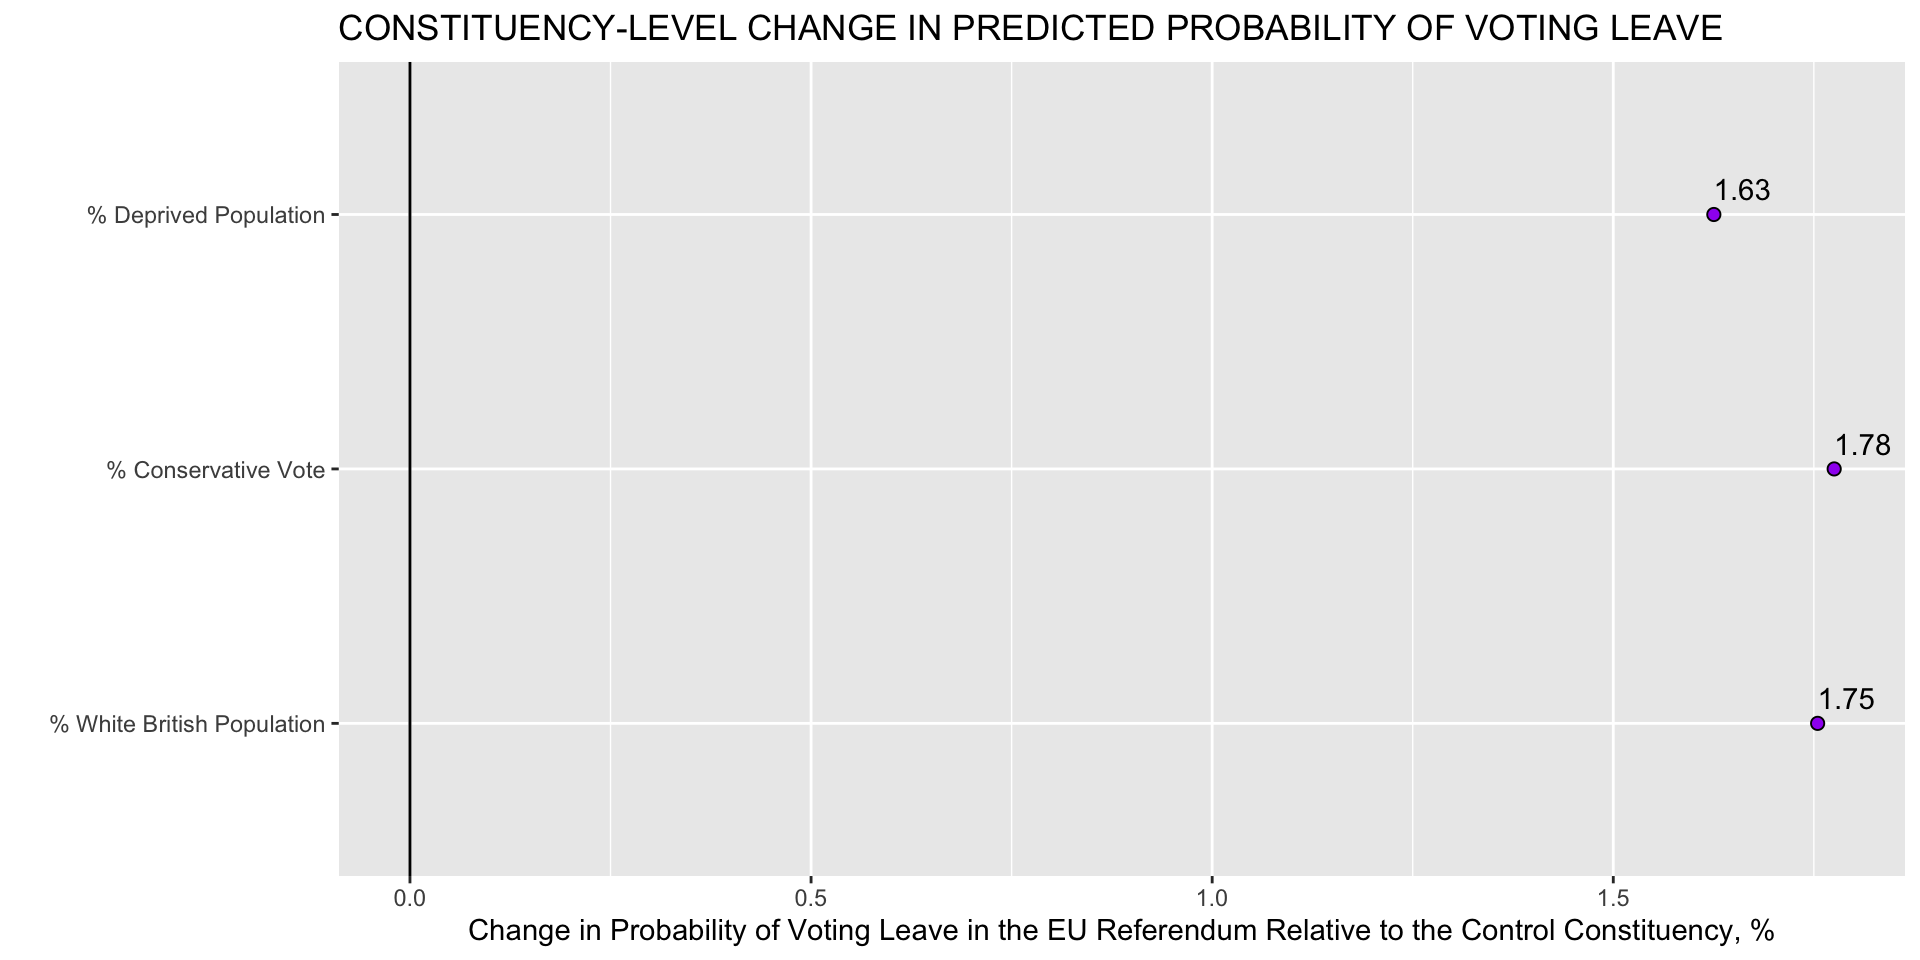 CONSTITUENCY-LEVEL CHANGE IN PREDICTED PROBABILITY OF VOTING LEAVE
1.63
% Deprived Population
1.78
% Conservative Vote
1.75
% White British Population
0.0 0.5 1.0 1.5
Change in Probability of Voting Leave in the EU Referendum Relative to the Control Constituency, %